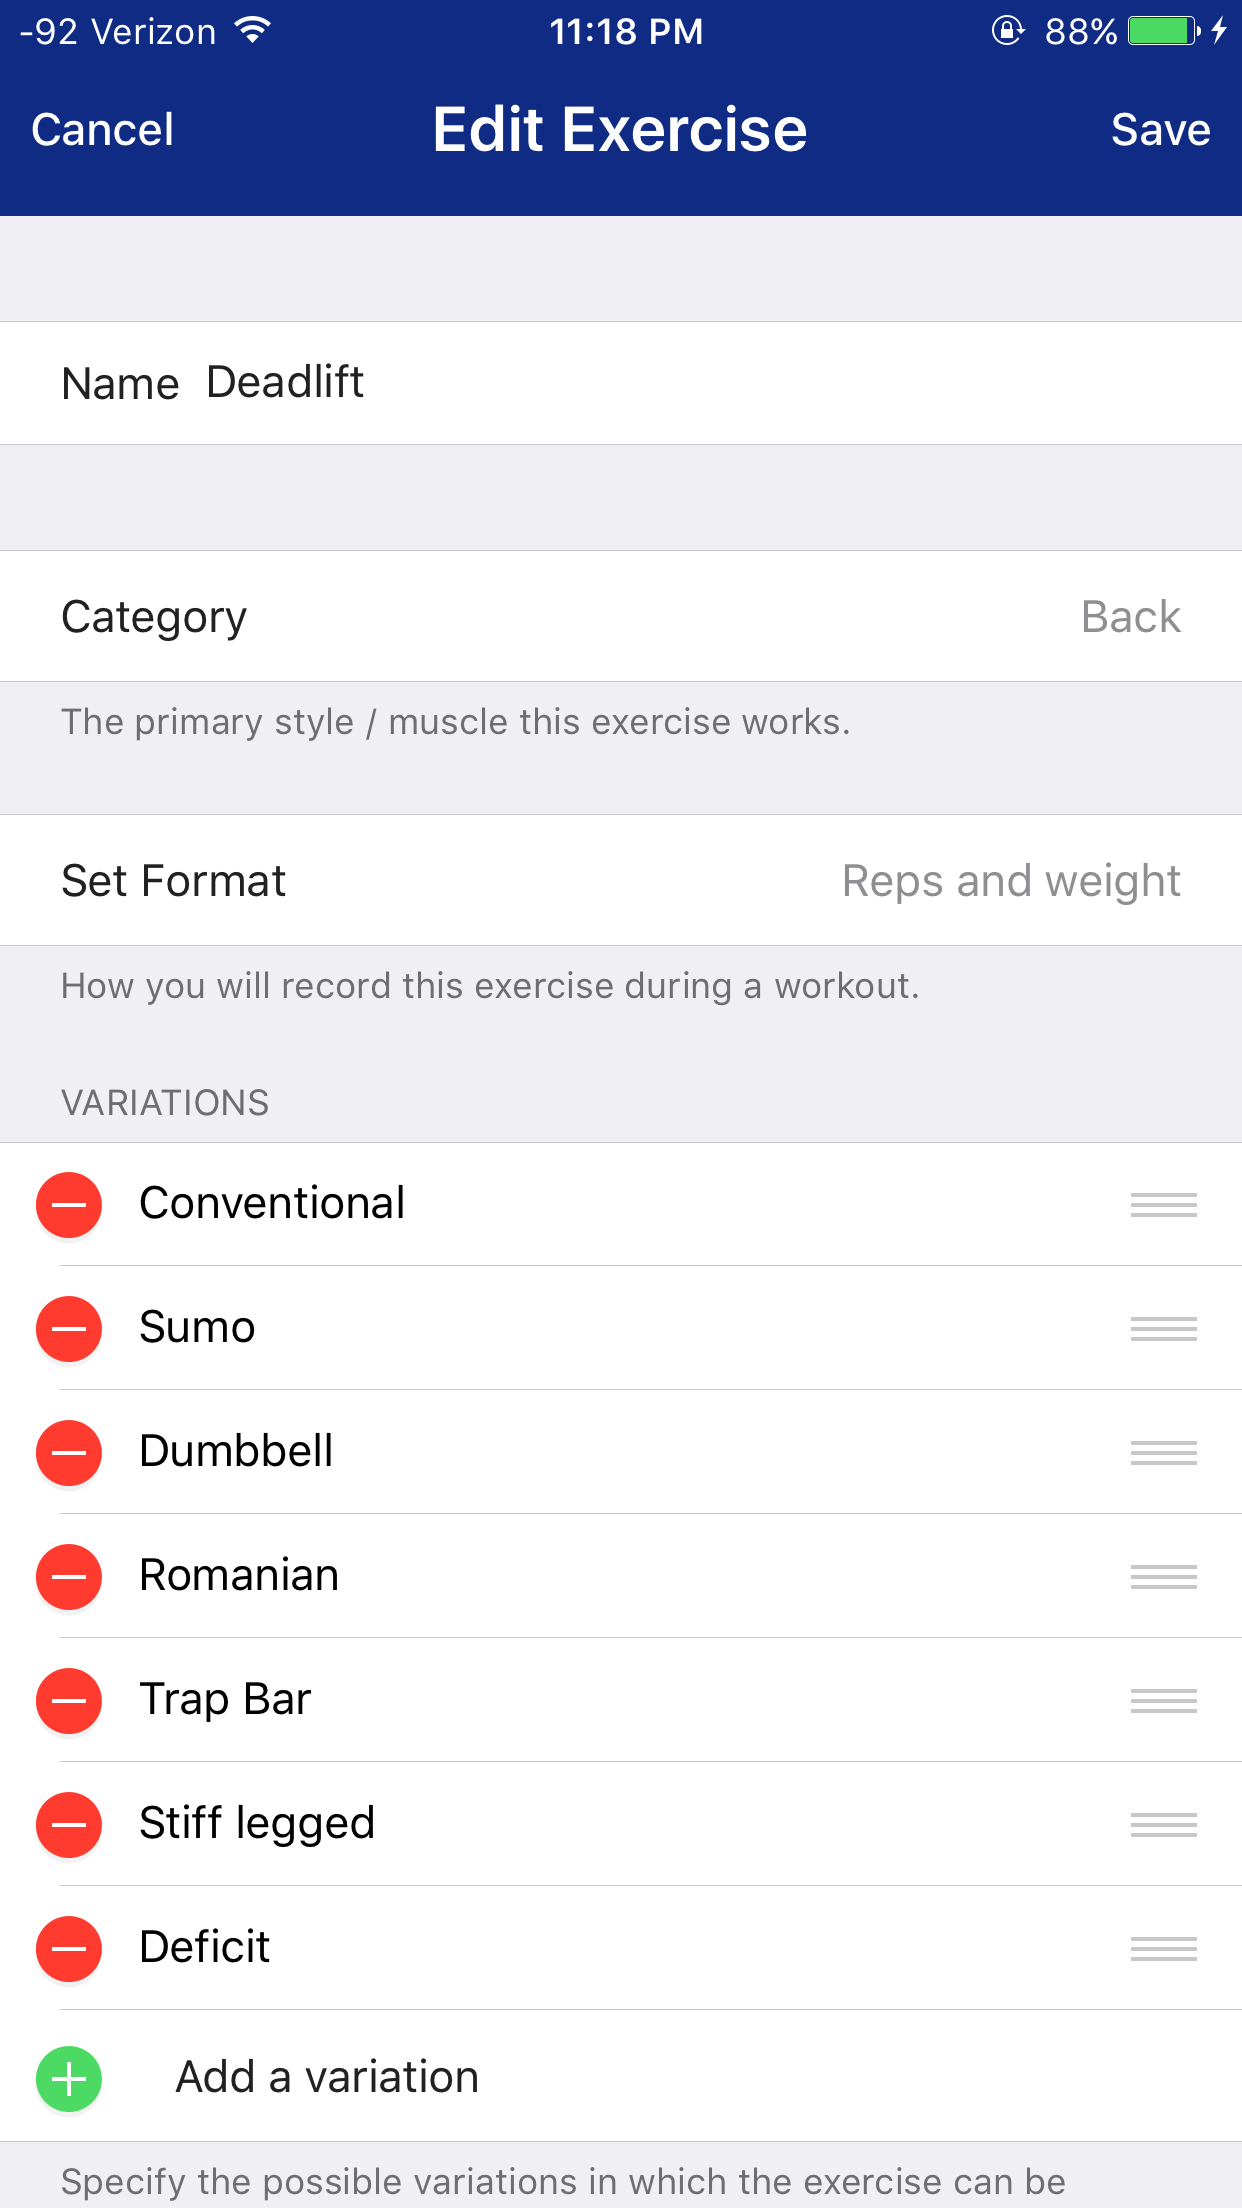 -92 Verizon 11:18 PM 88%
Cancel Edit Exercise Save
Name Deadlift
Category Back
The primary style / muscle this exercise works.
Set Format Reps and weight
How you will record this exercise during a workout.
VARIATIONS
Conventional
Sumo
Dumbbell
Romanian
Trap Bar
Stiff legged
Deficit
Add a variation
Specify the possible variations in which the exercise can be